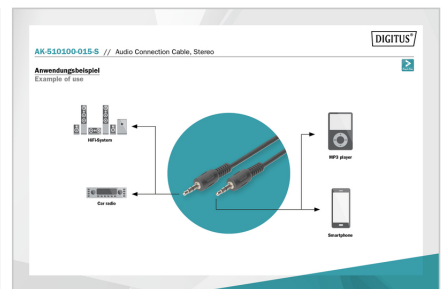 DIGITUS®
AK-510100-015-S // Audio Connection Cable, Stereo
Anwendungsbeispiel
Example of use
HiFi-System
MP3 player
Car radio
Smartphone